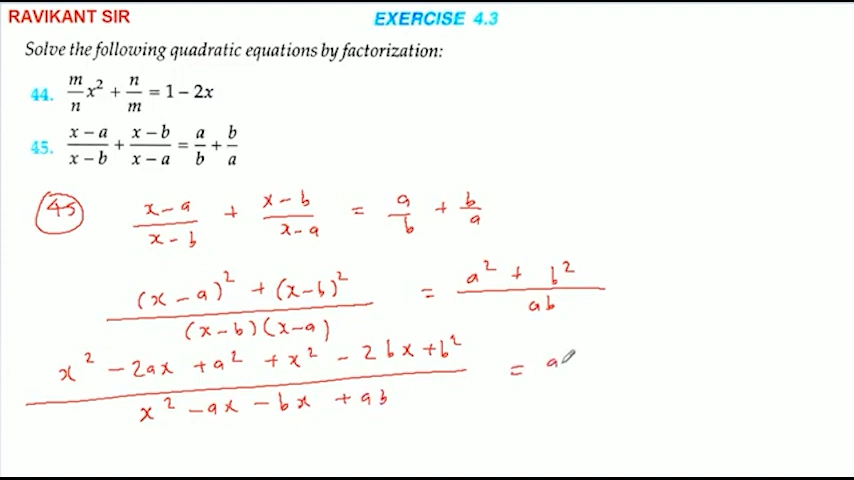 RAVIKANT SIR
EXERCISE 4.3
Solve the following quadratic equations by factorization:
44. m/n x² + n/m = 1 – 2x
45. (x – a)/(x – b) + (x – b)/(x – a) = a/b + b/a
(45) (x – a)/(x – b) + (x – b)/(x – a) = a/b + b/a
((x – a)² + (x – b)²)/((x – b)(x – a)) = (a² + b²)/(ab)
(x² – 2ax + a² + x² – 2bx + b²)/(x² – ax – bx + ab) = a